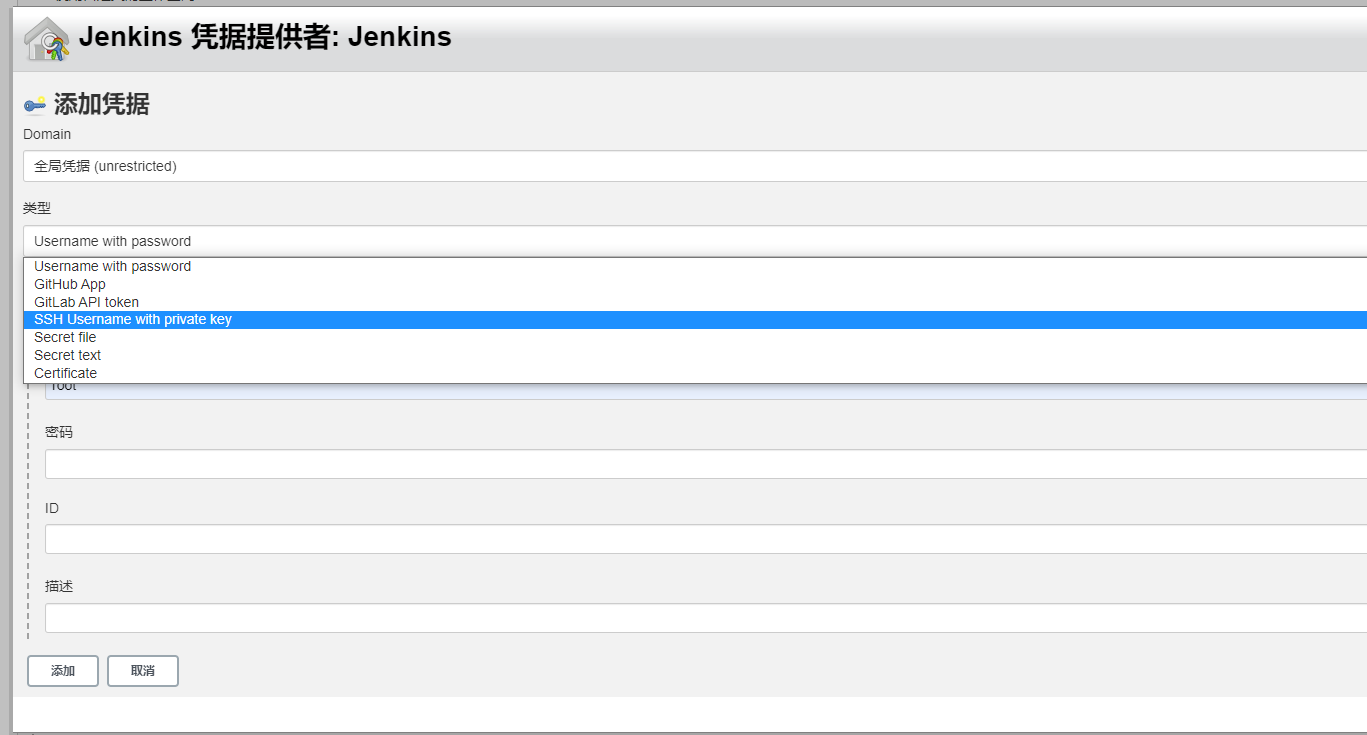 Jenkins 凭据提供者: Jenkins
添加凭据
Domain
全局凭据 (unrestricted)
类型
Username with password
Username with password
GitHub App
GitLab API token
SSH Username with private key
Secret file
Secret text
Certificate
root
密码
ID
描述
添加 取消